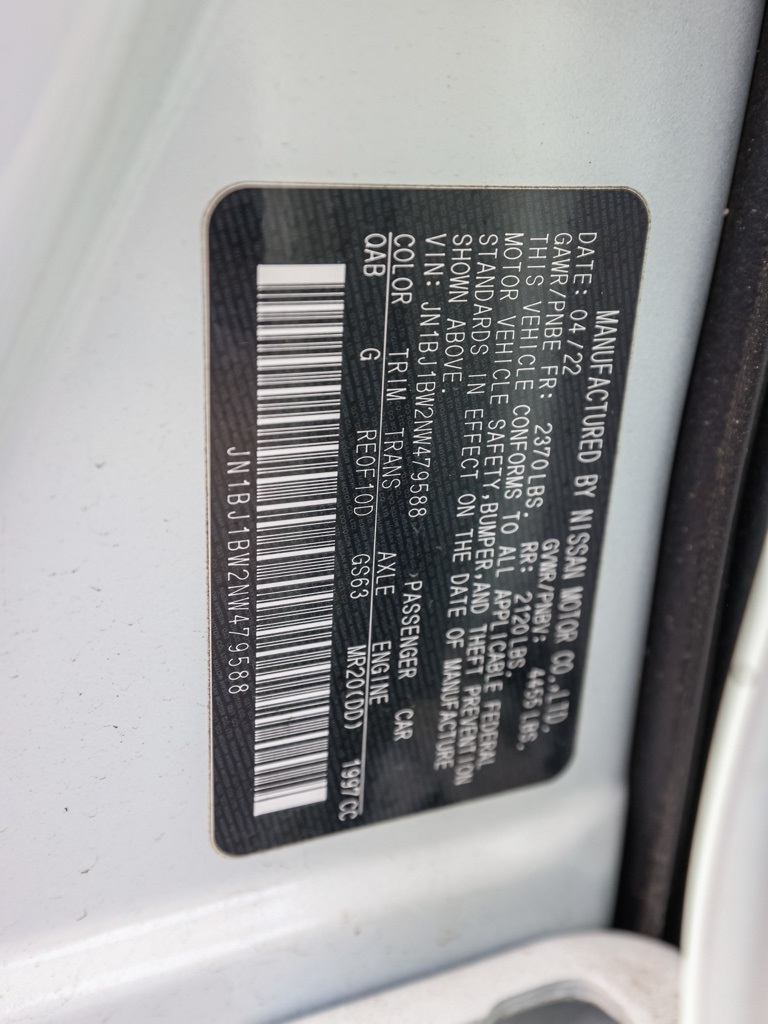 MANUFACTURED BY NISSAN MOTOR CO.,LTD.
DATE: 04/22 GVWR/PNBV: 4455 LBS,
GAWR/PNBE FR: 2370LBS. RR: 2120LBS.
THIS VEHICLE CONFORMS TO ALL APPLICABLE FEDERAL
MOTOR VEHICLE SAFETY,BUMPER,AND THEFT PREVENTION
STANDARDS IN EFFECT ON THE DATE OF MANUFACTURE
SHOWN ABOVE.
VIN: JN1BJ1BW2NW479588 PASSENGER CAR
COLOR TRIM TRANS AXLE ENGINE
QAB G RE0F10D GS63 MR20(DD) 1997CC
JN1BJ1BW2NW479588